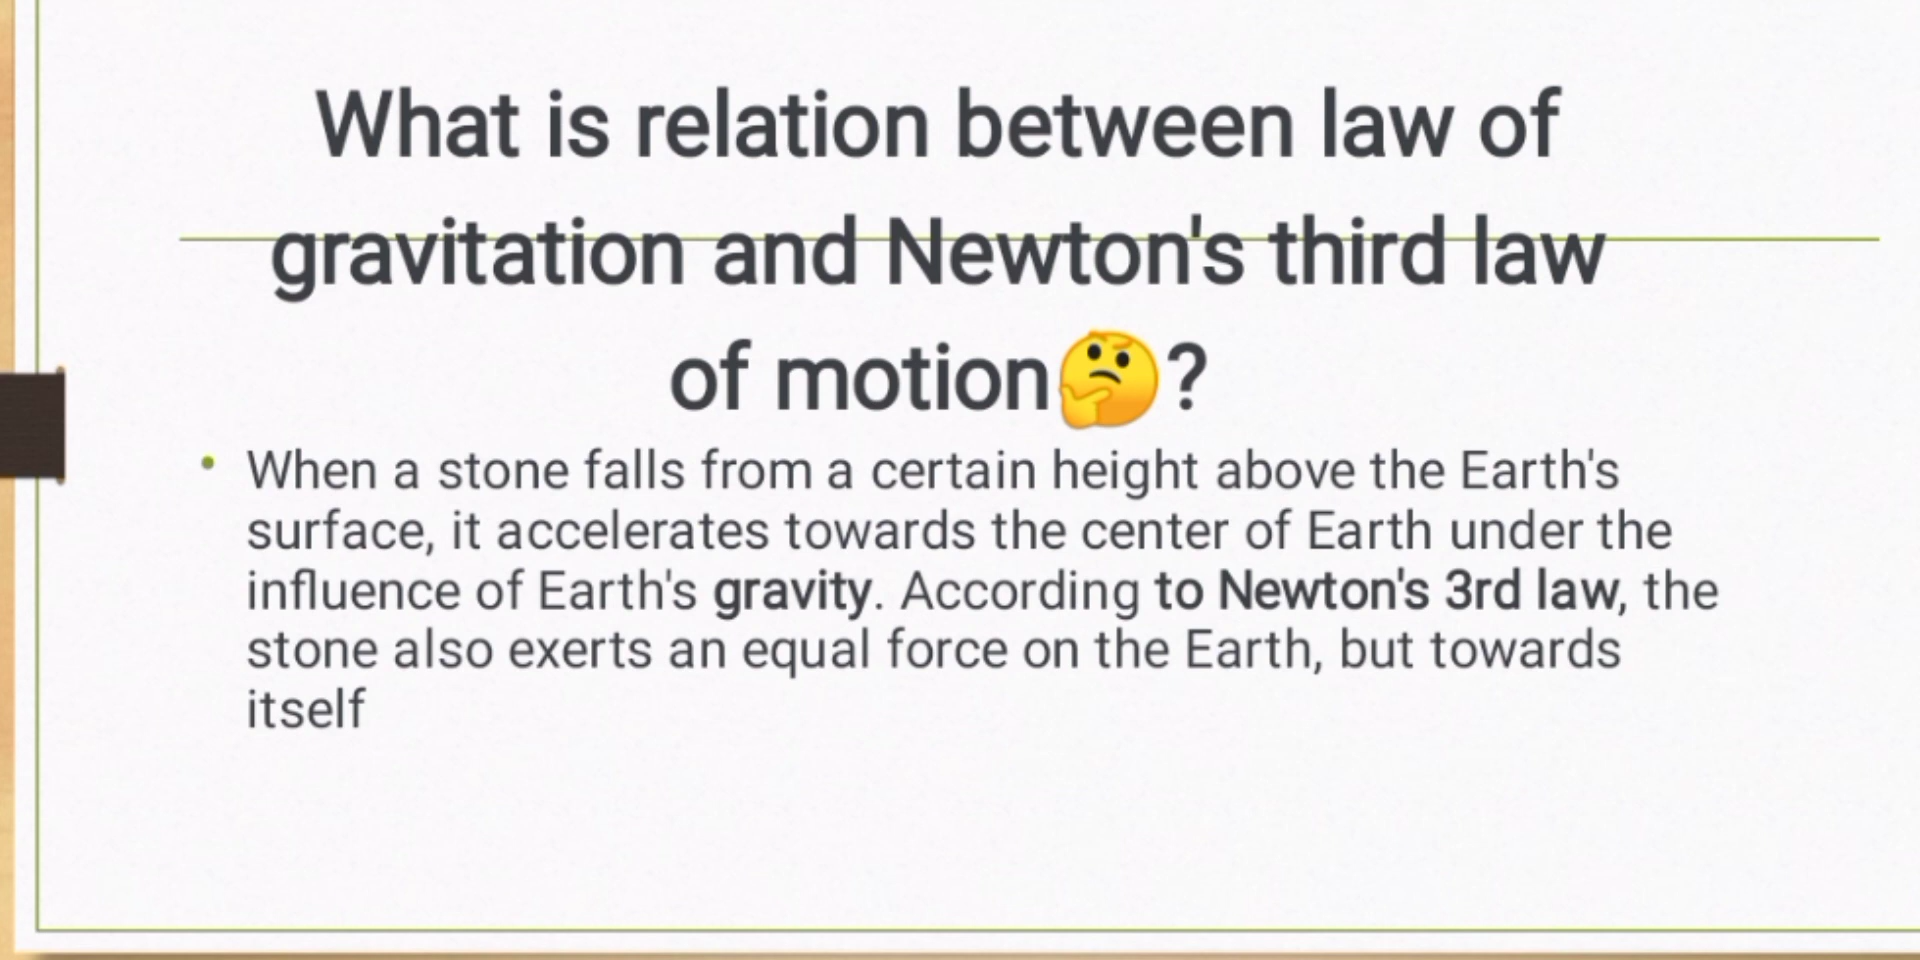 What is relation between law of
gravitation and Newton's third law
of motion🤔?
• When a stone falls from a certain height above the Earth's
surface, it accelerates towards the center of Earth under the
influence of Earth's gravity. According to Newton's 3rd law, the
stone also exerts an equal force on the Earth, but towards
itself